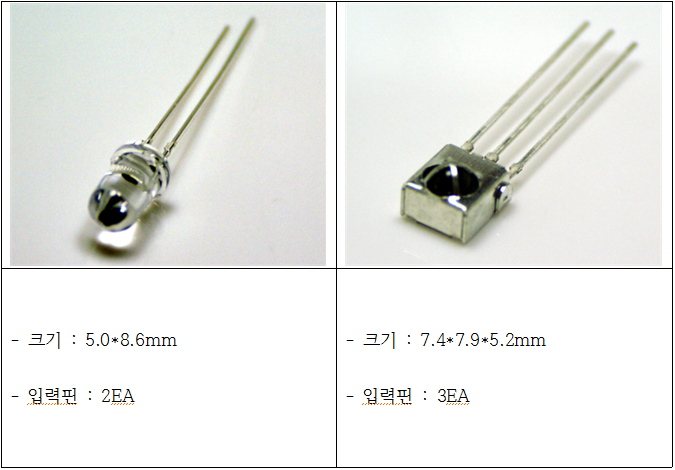 - 크기 : 5.0*8.6mm
- 입력핀 : 2EA
- 크기 : 7.4*7.9*5.2mm
- 입력핀 : 3EA